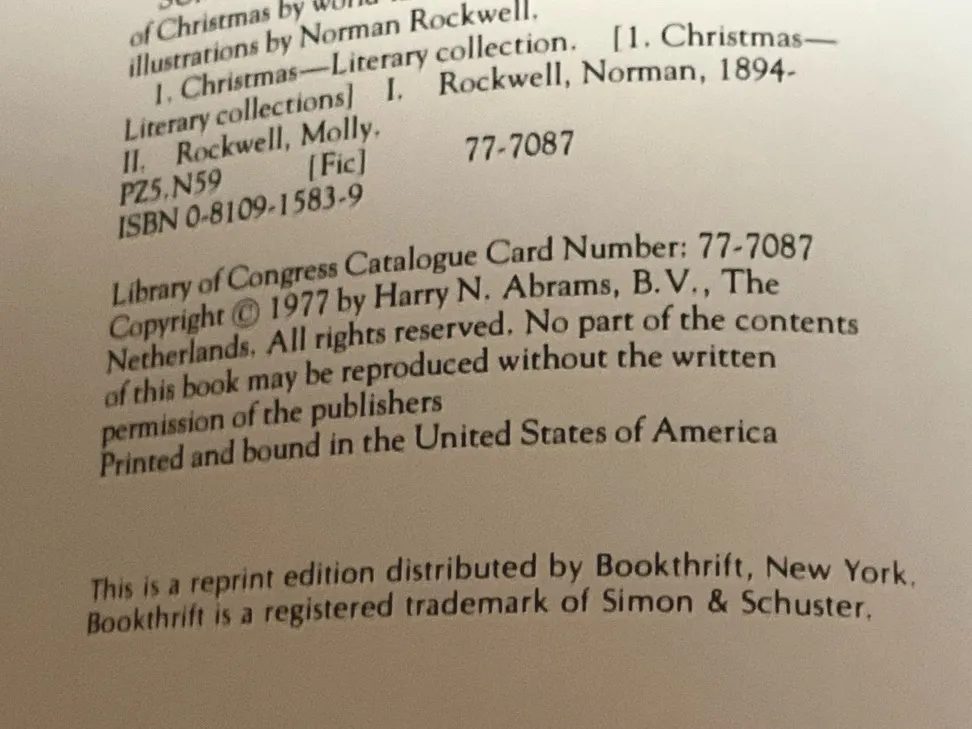 of Christmas by
illustrations by Norman Rockwell.
1. Christmas—Literary collection. [1. Christmas—
Literary collections] I. Rockwell, Norman, 1894-
II. Rockwell, Molly.
PZ5.N59 [Fic] 77-7087
ISBN 0-8109-1583-9
Library of Congress Catalogue Card Number: 77-7087
Copyright © 1977 by Harry N. Abrams, B.V., The
Netherlands. All rights reserved. No part of the contents
of this book may be reproduced without the written
permission of the publishers
Printed and bound in the United States of America
This is a reprint edition distributed by Bookthrift, New York.
Bookthrift is a registered trademark of Simon & Schuster.